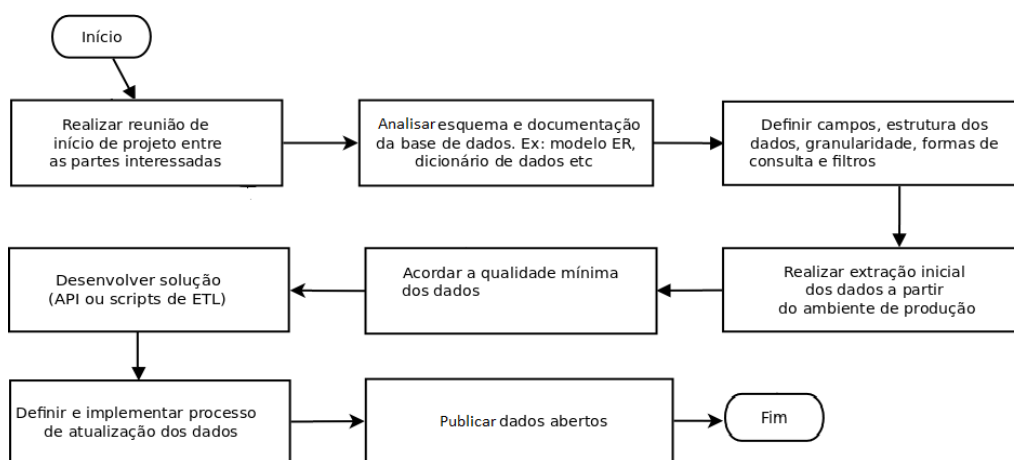 Início
Realizar reunião de
início de projeto entre
as partes interessadas
Analisar esquema e documentação
da base de dados. Ex: modelo ER,
dicionário de dados etc
Definir campos, estrutura dos
dados, granularidade, formas de
consulta e filtros
Realizar extração inicial
dos dados a partir
do ambiente de produção
Acordar a qualidade mínima
dos dados
Desenvolver solução
(API ou scripts de ETL)
Definir e implementar processo
de atualização dos dados
Publicar dados abertos
Fim